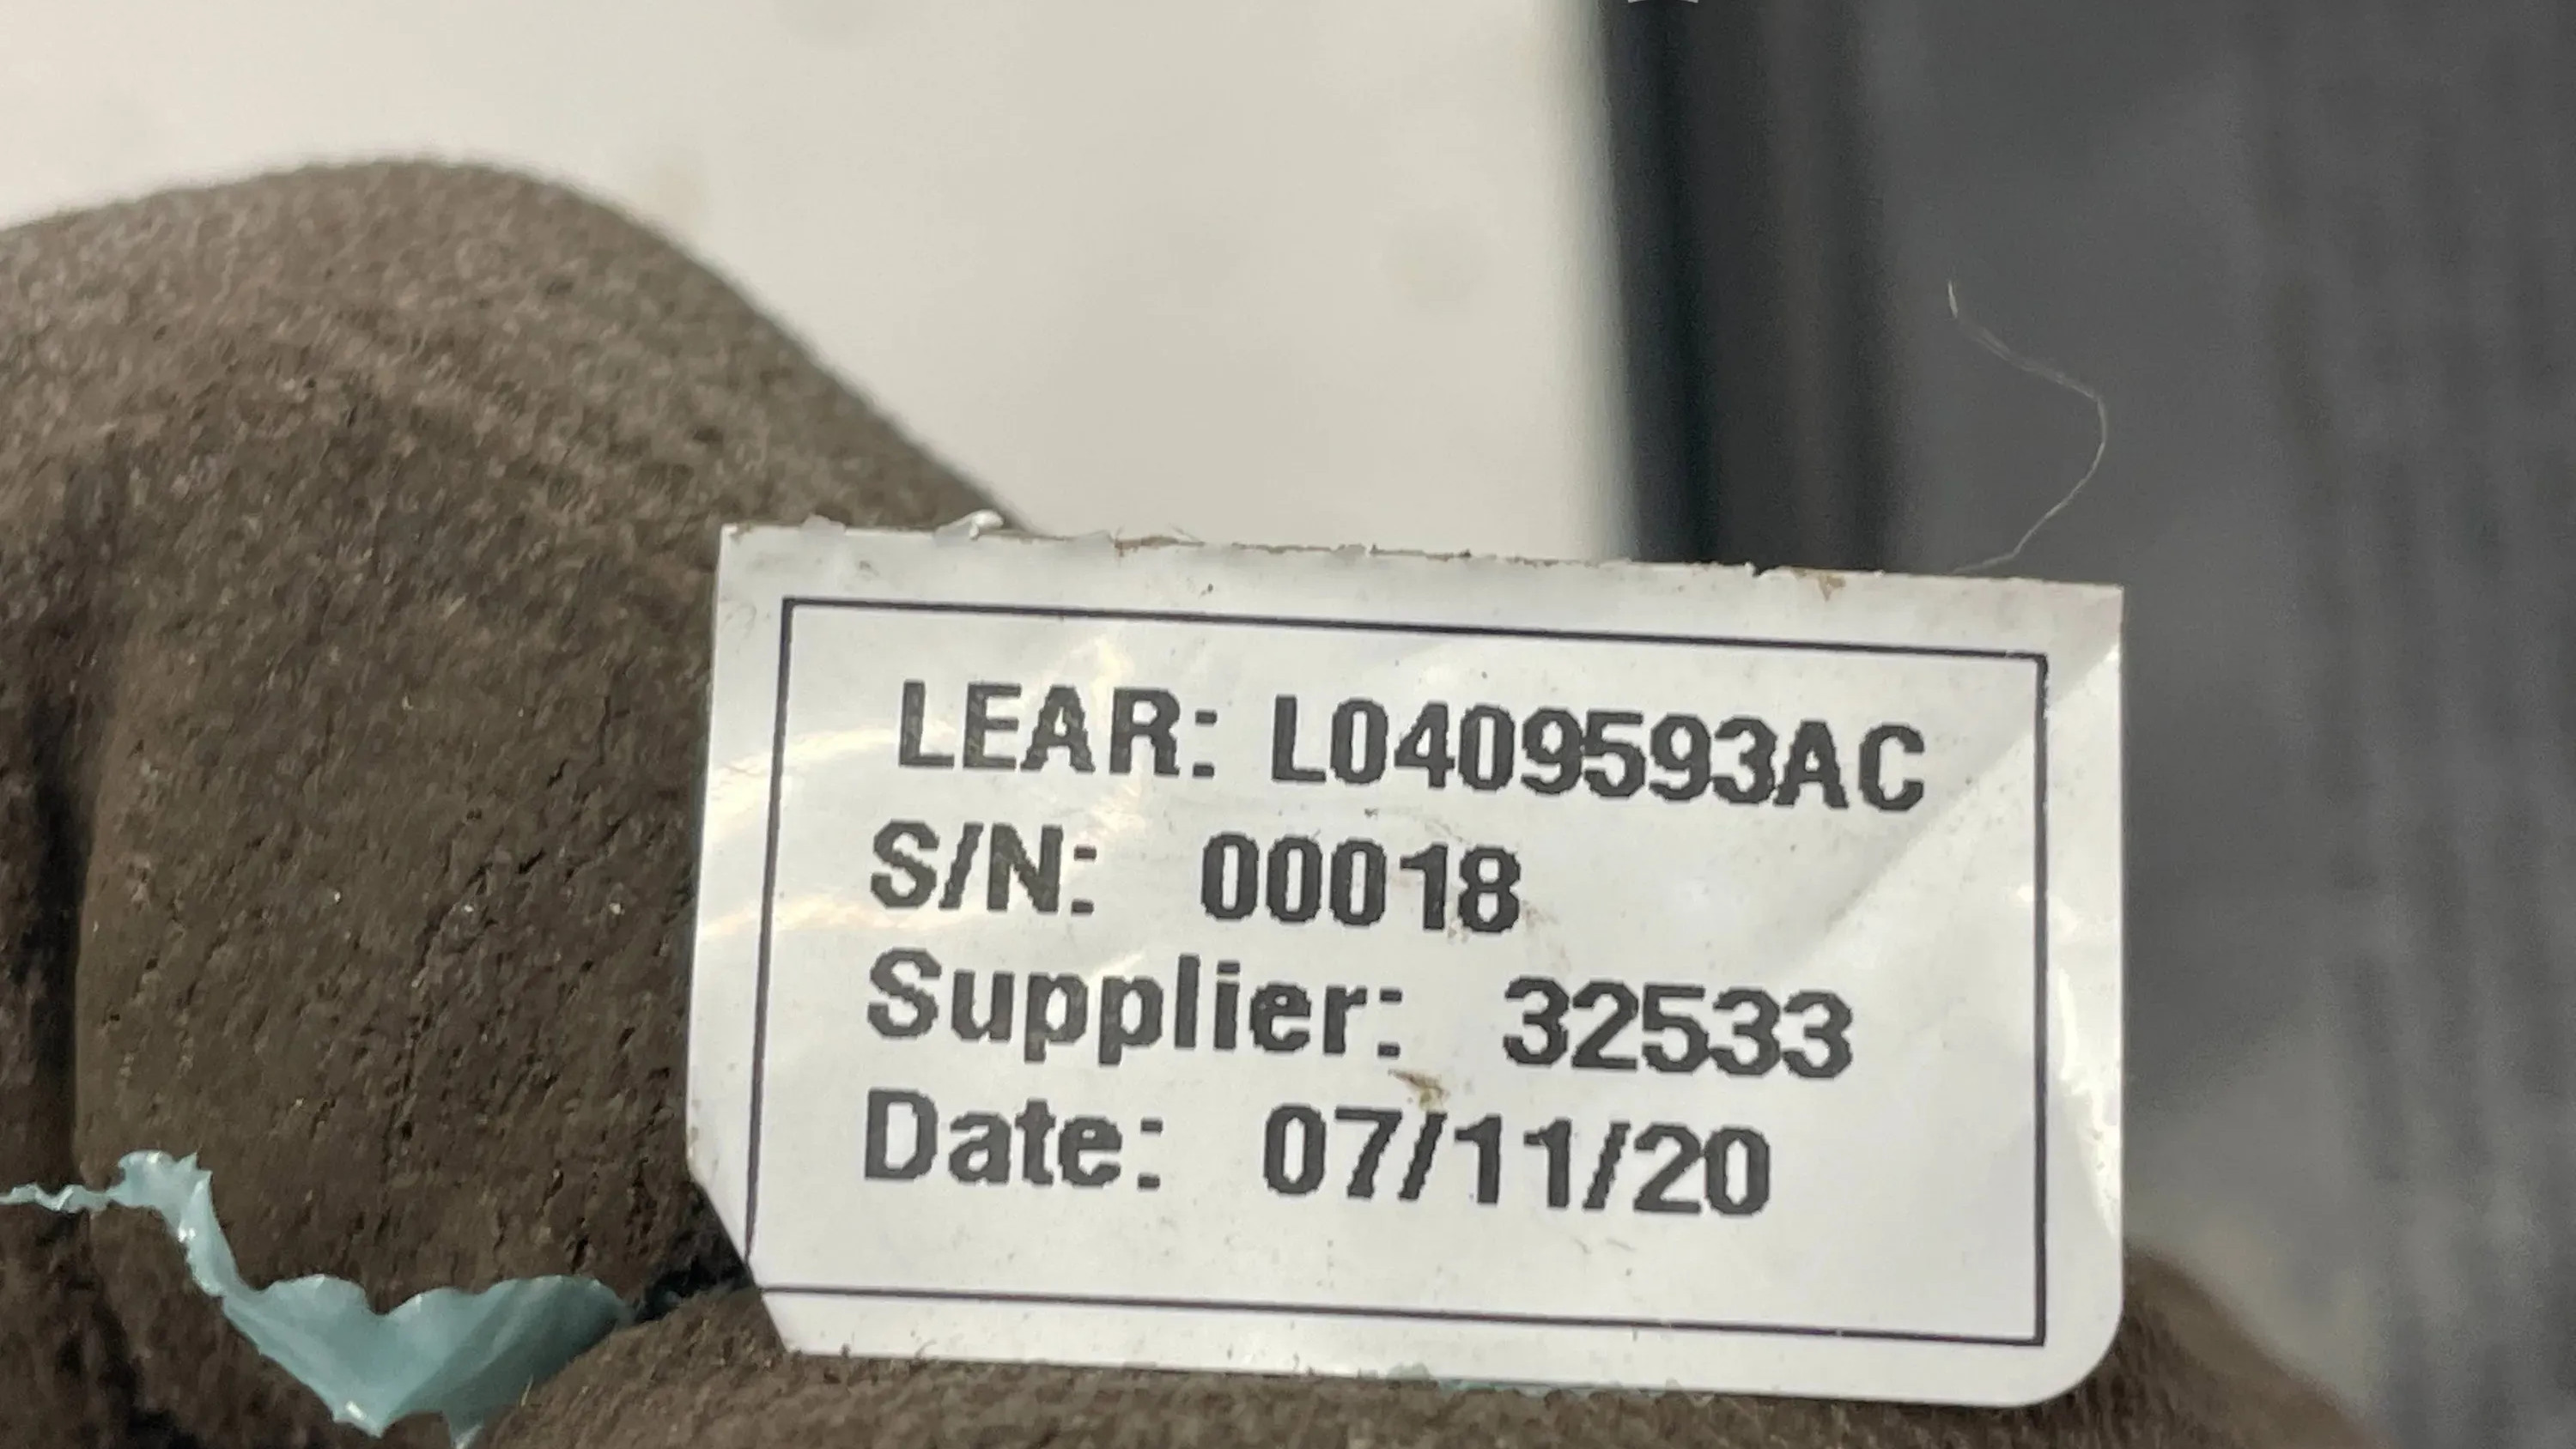 LEAR: L0409593AC
S/N: 00018
Supplier: 32533
Date: 07/11/20